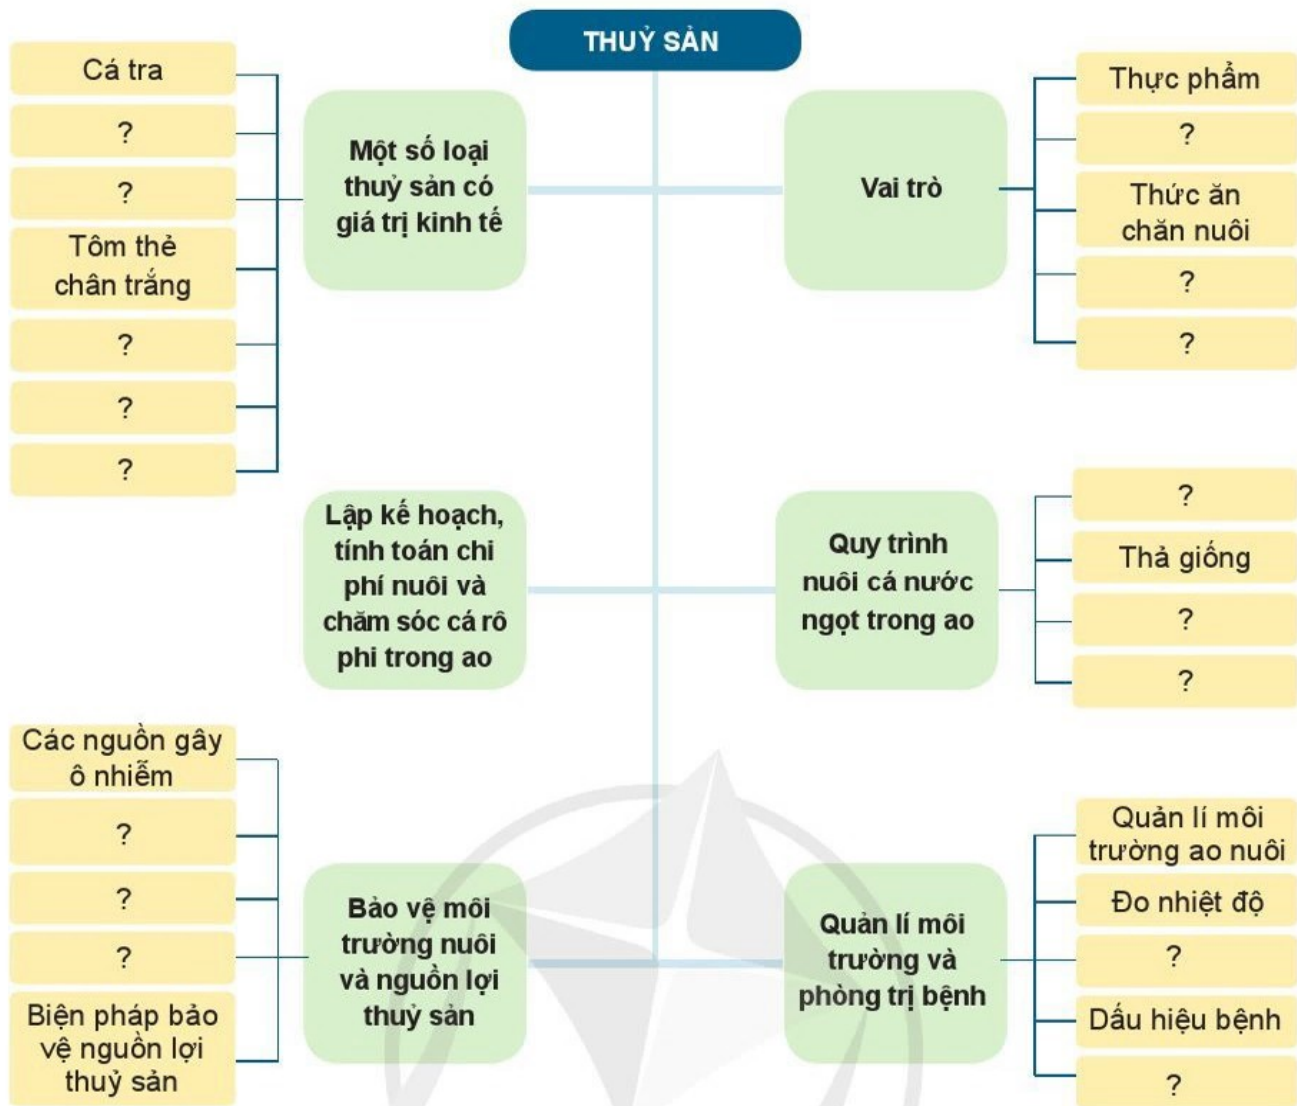 THUỶ SẢN
Cá tra
?
?
Tôm thẻ
chân trắng
?
?
?
Một số loại
thuỷ sản có
giá trị kinh tế
Vai trò
Thực phẩm
?
Thức ăn
chăn nuôi
?
?
Lập kế hoạch,
tính toán chi
phí nuôi và
chăm sóc cá rô
phi trong ao
Quy trình
nuôi cá nước
ngọt trong ao
?
Thả giống
?
?
Các nguồn gây
ô nhiễm
?
?
?
Biện pháp bảo
vệ nguồn lợi
thuỷ sản
Bảo vệ môi
trường nuôi
và nguồn lợi
thuỷ sản
Quản lí môi
trường và
phòng trị bệnh
Quản lí môi
trường ao nuôi
Đo nhiệt độ
?
Dấu hiệu bệnh
?